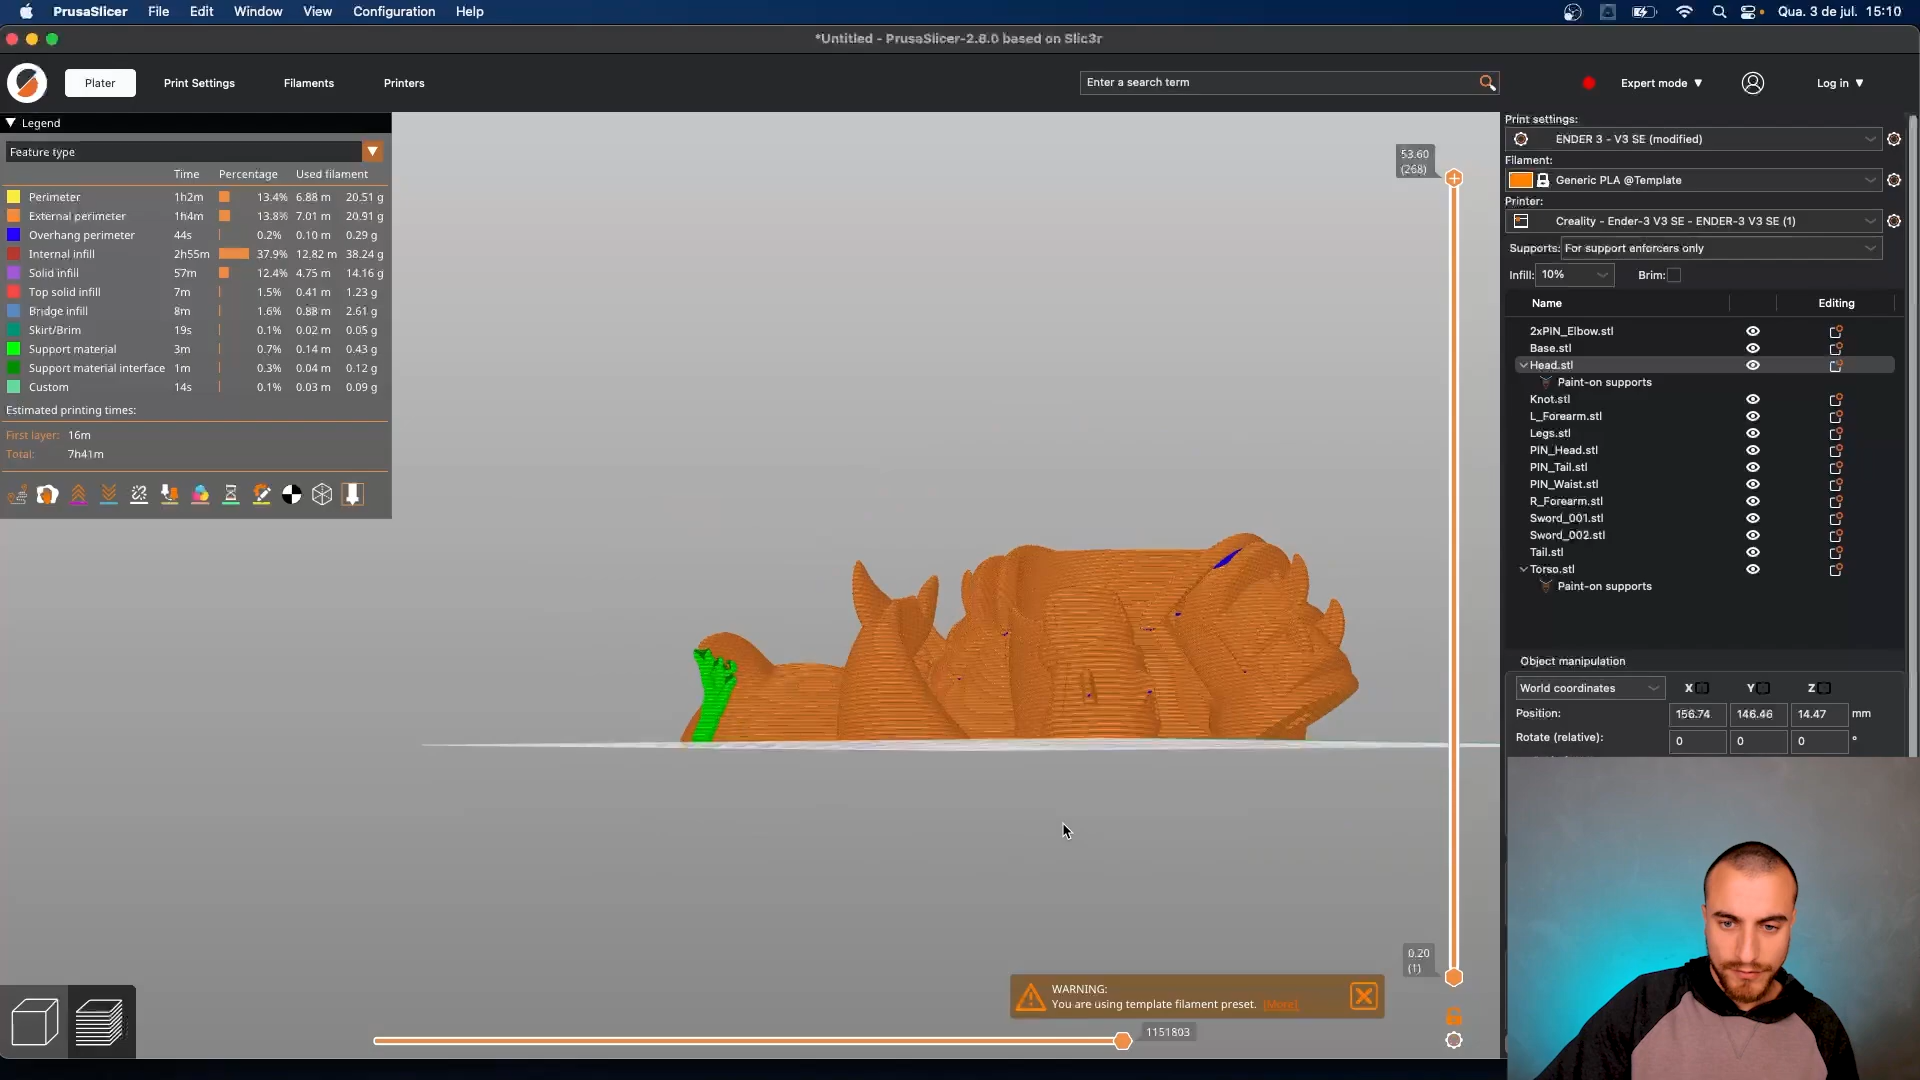 PrusaSlicer File Edit Window View Configuration Help
Qua. 3 de jul. 15:10
*Untitled - PrusaSlicer-2.8.0 based on Slic3r
Plater Print Settings Filaments Printers
Enter a search term
Expert mode
Log in
Legend
Feature type
Time Percentage Used filament
Perimeter 1h2m 13.4% 6.88 m 20.51 g
External perimeter 1h4m 13.8% 7.01 m 20.91 g
Overhang perimeter 44s 0.2% 0.10 m 0.29 g
Internal infill 2h55m 37.9% 12.82 m 38.24 g
Solid infill 57m 12.4% 4.75 m 14.16 g
Top solid infill 7m 1.5% 0.41 m 1.23 g
Bridge infill 8m 1.6% 0.88 m 2.61 g
Skirt/Brim 19s 0.1% 0.02 m 0.05 g
Support material 3m 0.7% 0.14 m 0.43 g
Support material interface 1m 0.3% 0.04 m 0.12 g
Custom 14s 0.1% 0.03 m 0.09 g
Estimated printing times:
First layer: 16m
Total: 7h41m
53.60
(268)
0.20
(1)
WARNING:
You are using template filament preset. [More]
1151803
Print settings:
ENDER 3 - V3 SE (modified)
Filament:
Generic PLA @Template
Printer:
Creality - Ender-3 V3 SE - ENDER-3 V3 SE (1)
Supports: For support enforcers only
Infill: 10% Brim:
Name Editing
2xPIN_Elbow.stl
Base.stl
Head.stl
Paint-on supports
Knot.stl
L_Forearm.stl
Legs.stl
PIN_Head.stl
PIN_Tail.stl
PIN_Waist.stl
R_Forearm.stl
Sword_001.stl
Sword_002.stl
Tail.stl
Torso.stl
Paint-on supports
Object manipulation
World coordinates X Y Z
Position: 156.74 146.46 14.47 mm
Rotate (relative): 0 0 0 °